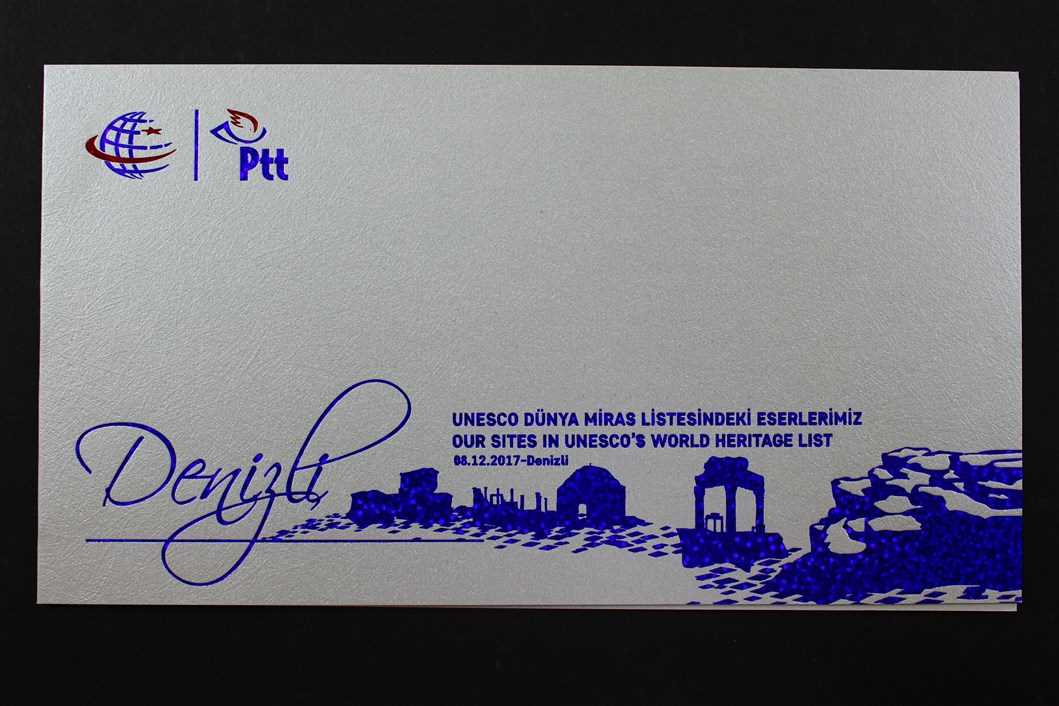 Ptt
UNESCO DÜNYA MİRAS LİSTESİNDEKİ ESERLERİMİZ
OUR SITES IN UNESCO'S WORLD HERITAGE LIST
08.12.2017-Denizli
Denizli